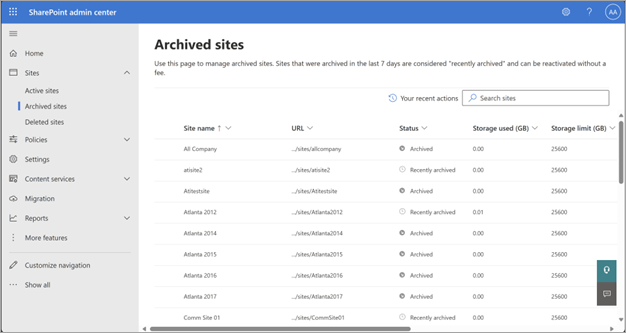 SharePoint admin center
?
AA
Home
Sites
Active sites
Archived sites
Deleted sites
Policies
Settings
Content services
Migration
Reports
More features
Customize navigation
Show all
Archived sites
Use this page to manage archived sites. Sites that were archived in the last 7 days are considered "recently archived" and can be reactivated without a
fee.
Your recent actions Search sites
Site name ↑ URL Status Storage used (GB) Storage limit (GB)
All Company .../sites/allcompany Archived 0.00 25600
atisite2 .../sites/atisite2 Recently archived 0.00 25600
Atitestsite .../sites/Atitestsite Archived 0.00 25600
Atlanta 2012 .../sites/Atlanta2012 Recently archived 0.01 25600
Atlanta 2014 .../sites/Atlanta2014 Archived 0.00 25600
Atlanta 2015 .../sites/Atlanta2015 Archived 0.00 25600
Atlanta 2016 .../sites/Atlanta2016 Archived 0.00 25600
Atlanta 2017 .../sites/Atlanta2017 Archived 0.00 25600
Comm Site 01 .../sites/CommSite01 Recently archived 0.00 25600